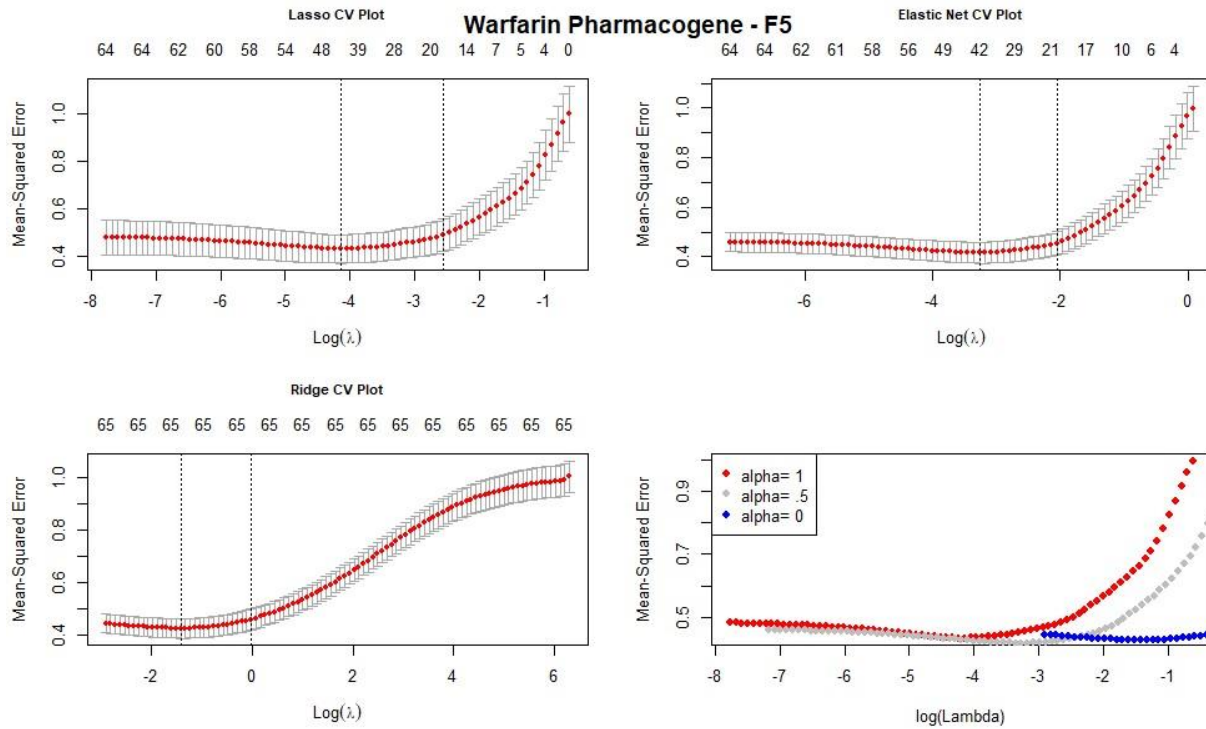 Warfarin Pharmacogene - F5
Lasso CV Plot
64 64 62 60 58 54 48 39 28 20 14 7 5 4 0
Mean-Squared Error
1.0
0.8
0.6
0.4
-8 -7 -6 -5 -4 -3 -2 -1
Log(λ)
Elastic Net CV Plot
64 64 62 61 58 56 49 42 29 21 17 10 6 4
Mean-Squared Error
1.0
0.8
0.6
0.4
-6 -4 -2 0
Log(λ)
Ridge CV Plot
65 65 65 65 65 65 65 65 65 65 65 65 65 65 65
Mean-Squared Error
1.0
0.8
0.6
0.4
-2 0 2 4 6
Log(λ)
alpha= 1
alpha= .5
alpha= 0
Mean-Squared Error
0.9
0.7
0.5
-8 -7 -6 -5 -4 -3 -2 -1
log(Lambda)